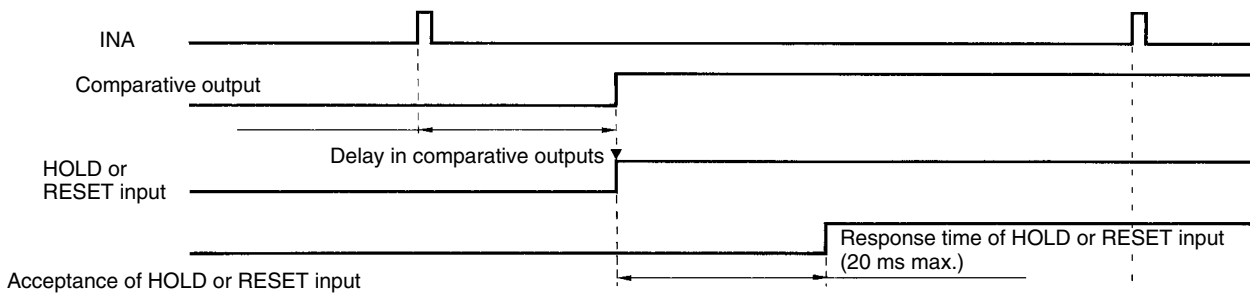 INA
Comparative output
Delay in comparative outputs
HOLD or
RESET input
Response time of HOLD or RESET input
(20 ms max.)
Acceptance of HOLD or RESET input